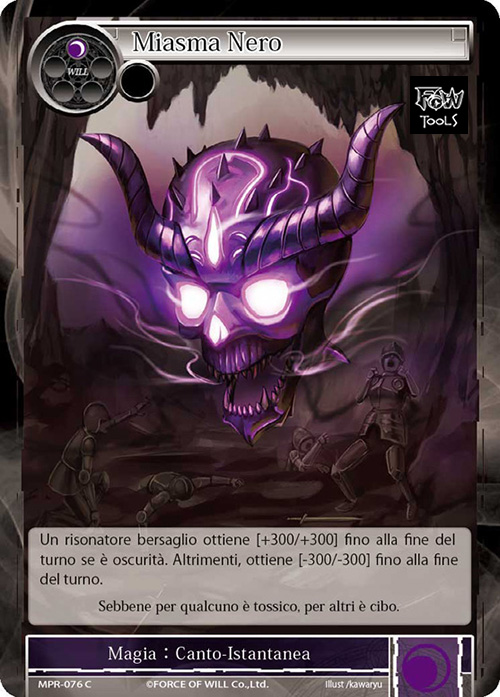 Miasma Nero
WILL
FOW
TOOLS
Un risonatore bersaglio ottiene [+300/+300] fino alla fine del
turno se è oscurità. Altrimenti, ottiene [-300/-300] fino alla fine
del turno.
Sebbene per qualcuno è tossico, per altri è cibo.
Magia : Canto-Istantanea
MPR-076 C ©FORCE OF WILL Co.,Ltd. Illust /kawaryu